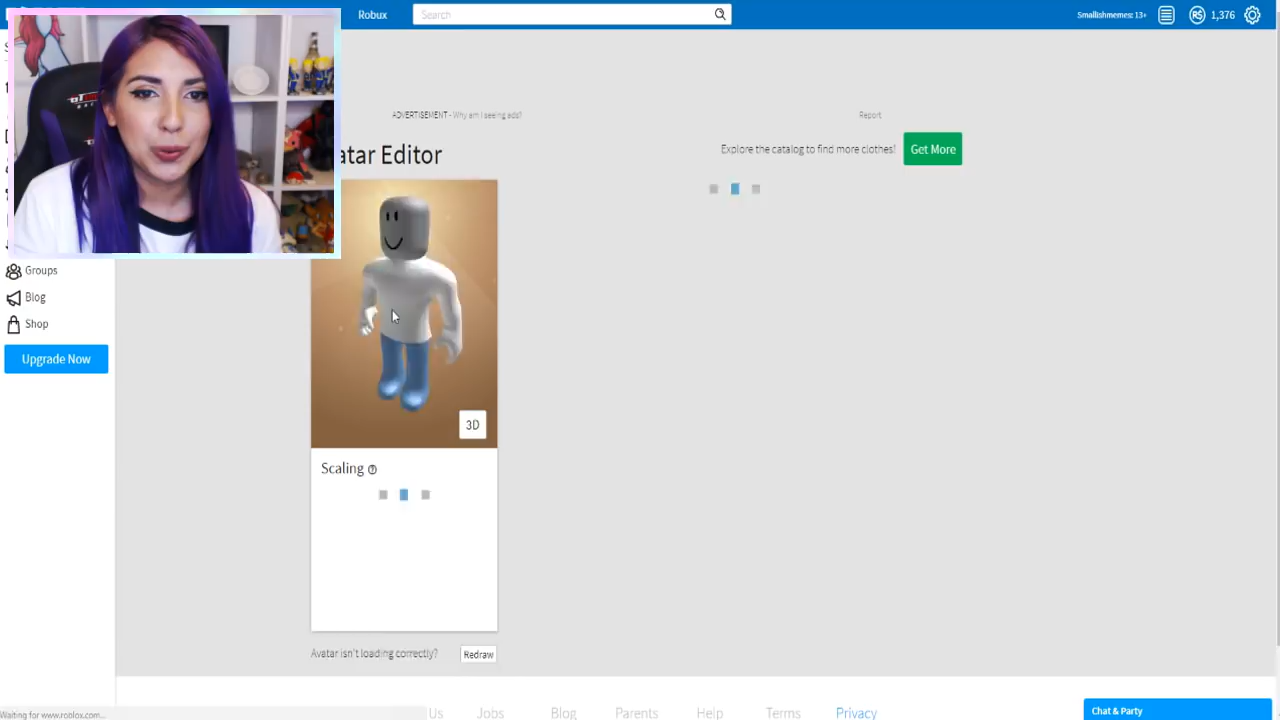 Robux
Search
Smallishmemes: 13+
R$
1,376
ADVERTISEMENT - Why am I seeing ads?
Report
atar Editor
Explore the catalog to find more clothes!
Get More
3D
Groups
Blog
Shop
Upgrade Now
Scaling
Avatar isn't loading correctly?
Redraw
Us
Jobs
Blog
Parents
Help
Terms
Privacy
Waiting for www.roblox.com...
Chat & Party